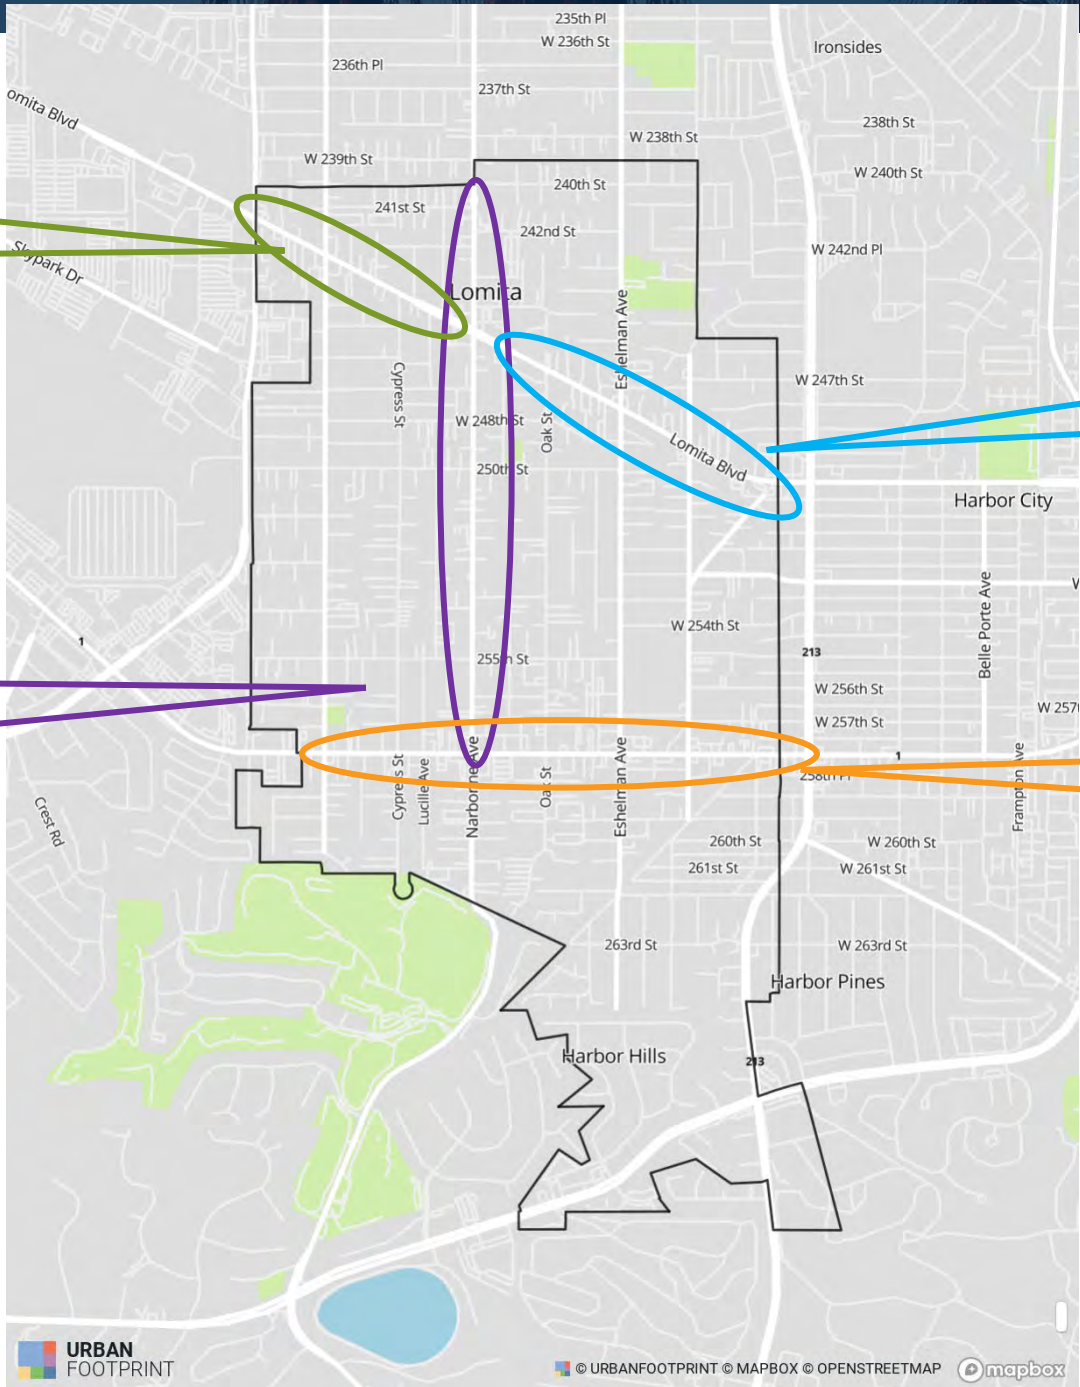 235th Pl
W 236th St
Ironsides
236th Pl
237th St
omita Blvd
238th St
W 238th St
W 239th St
W 240th St
240th St
241st St
242nd St
W 242nd Pl
Skypark Dr
Lomita
Eshelman Ave
W 247th St
Cypress St
W 248th St
Oak St
Lomita Blvd
250th St
Harbor City
Belle Porte Ave
W
W 254th St
1
213
255th St
W 256th St
W 257th
W 257th St
1
258th Pl
Cypress St
Lucille Ave
Narbonne Ave
Oak St
Eshelman Ave
Frampton Ave
Crest Rd
260th St
W 260th St
261st St
W 261st St
263rd St
W 263rd St
Harbor Pines
Harbor Hills
213
URBAN
FOOTPRINT
© URBANFOOTPRINT © MAPBOX © OPENSTREETMAP
mapbox